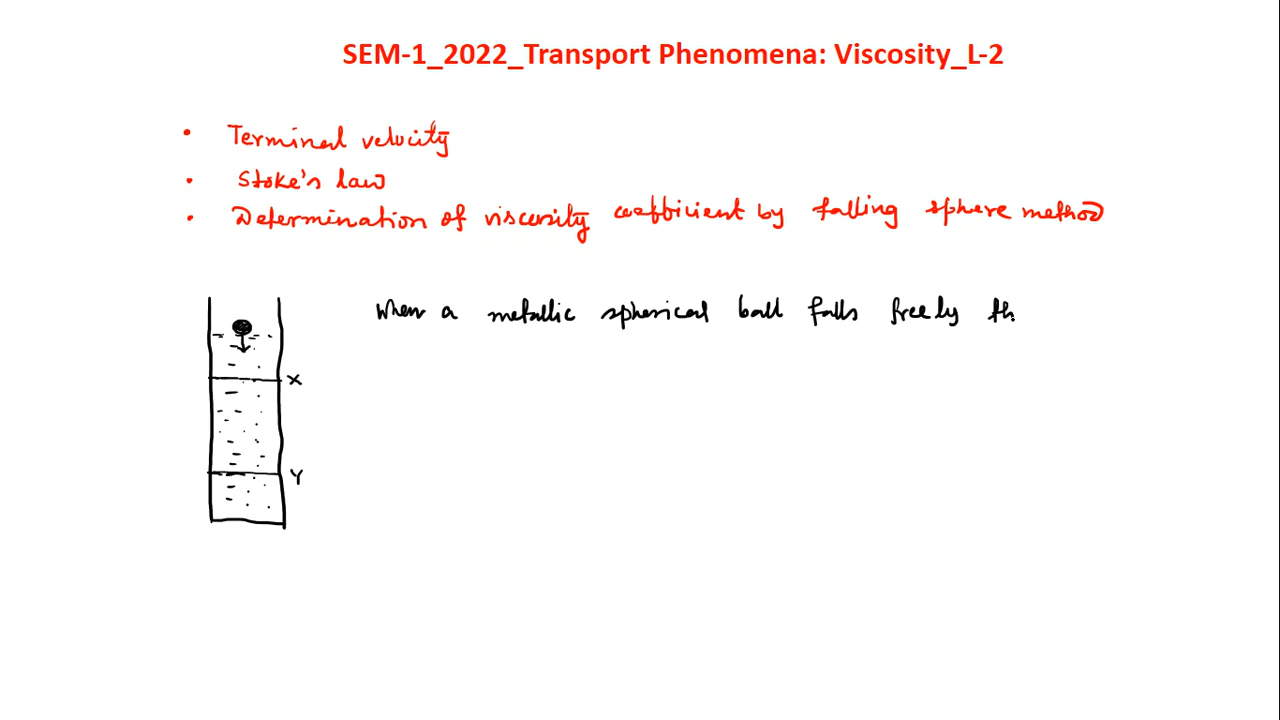 SEM-1_2022_Transport Phenomena: Viscosity_L-2
• Terminal velocity
• Stoke's law
• Determination of viscosity coefficient by falling sphere method
When a metallic spherical ball falls freely th
X
Y